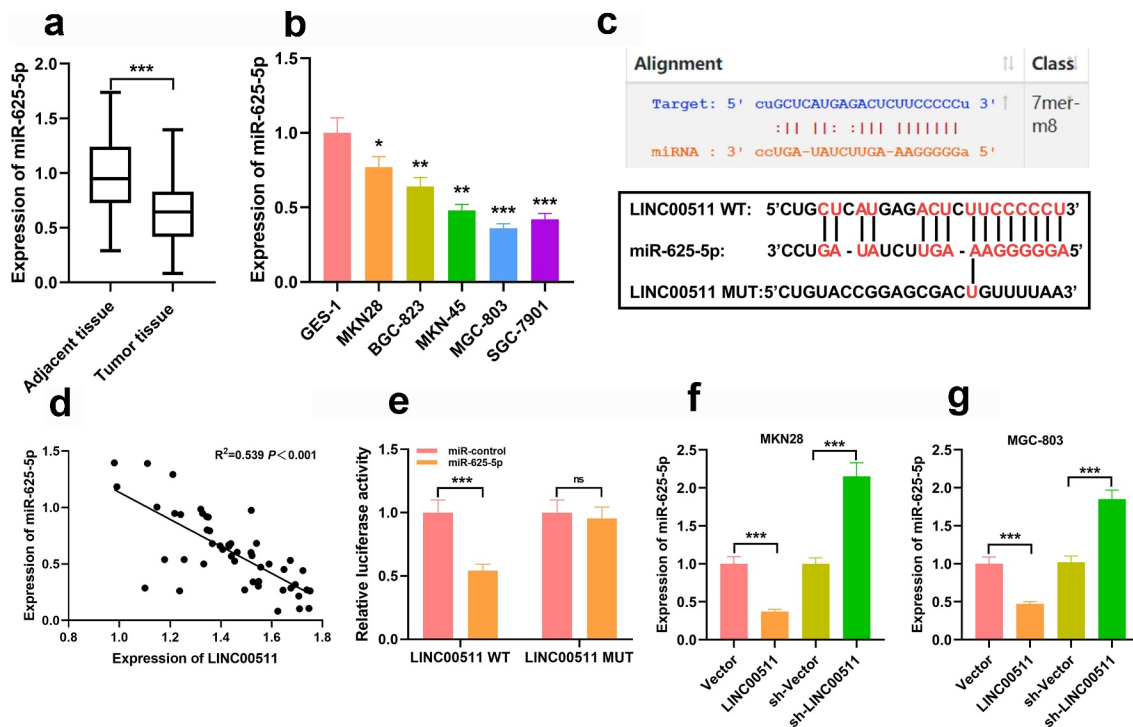 a
Expression of miR-625-5p
2.0
1.5
1.0
0.5
0.0
***
Adjacent tissue
Tumor tissue
b
Expression of miR-625-5p
1.5
1.0
0.5
0.0
*
**
**
***
***
GES-1
MKN28
BGC-823
MKN-45
MGC-803
SGC-7901
c
Alignment Class
Target: 5' cuGCUCAUGAGACUCUUCCCCCu 3' 7mer-
:|| ||: :||| ||||||| m8
miRNA : 3' ccUGA-UAUCUUGA-AAGGGGGa 5'
LINC00511 WT: 5'CUGCUCAUGAGACUCUUCCCCCU3'
miR-625-5p: 3'CCUGA-UAUCUUGA-AAGGGGGA5'
LINC00511 MUT:5'CUGUACCGGAGCGACUGUUUUAA3'
d
Expression of miR-625-5p
1.5
1.0
0.5
0.0
R²=0.539 P＜0.001
0.8 1.0 1.2 1.4 1.6 1.8
Expression of LINC00511
e
Relative luciferase activity
1.5
1.0
0.5
0.0
miR-control
miR-625-5p
***
ns
LINC00511 WT LINC00511 MUT
f
MKN28
Expression of miR-625-5p
2.5
2.0
1.5
1.0
0.5
0.0
***
***
Vector
LINC00511
sh-Vector
sh-LINC00511
g
MGC-803
Expression of miR-625-5p
2.5
2.0
1.5
1.0
0.5
0.0
***
***
Vector
LINC00511
sh-Vector
sh-LINC00511